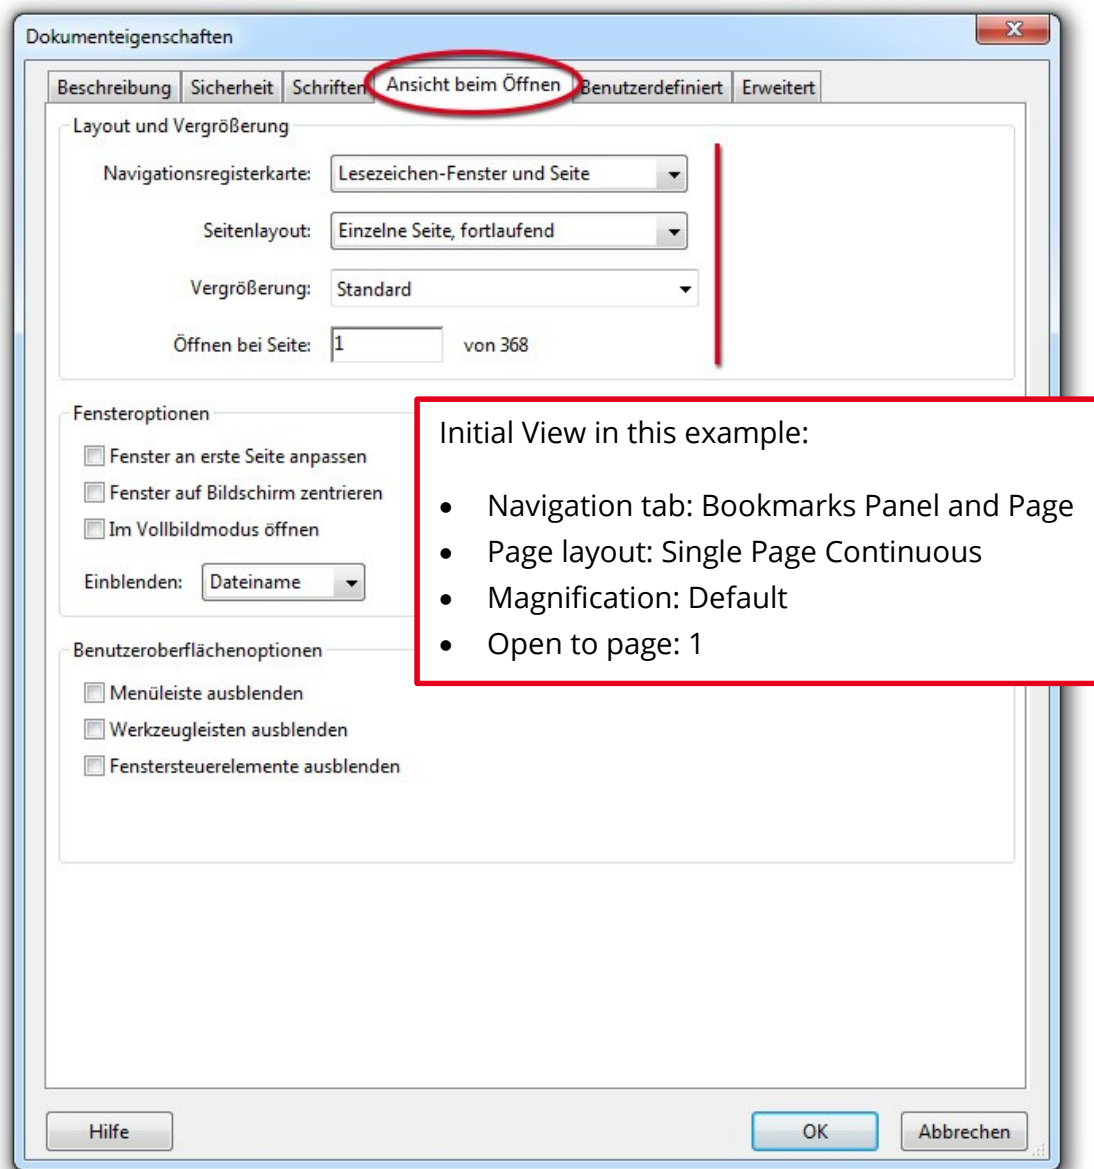 Dokumenteigenschaften
x
Beschreibung Sicherheit Schriften Ansicht beim Öffnen Benutzerdefiniert Erweitert
Layout und Vergrößerung
Navigationsregisterkarte: Lesezeichen-Fenster und Seite
Seitenlayout: Einzelne Seite, fortlaufend
Vergrößerung: Standard
Öffnen bei Seite: 1 von 368
Fensteroptionen
Fenster an erste Seite anpassen
Fenster auf Bildschirm zentrieren
Im Vollbildmodus öffnen
Einblenden: Dateiname
Initial View in this example:
• Navigation tab: Bookmarks Panel and Page
• Page layout: Single Page Continuous
• Magnification: Default
• Open to page: 1
Benutzeroberflächenoptionen
Menüleiste ausblenden
Werkzeugleisten ausblenden
Fenstersteuerelemente ausblenden
Hilfe OK Abbrechen